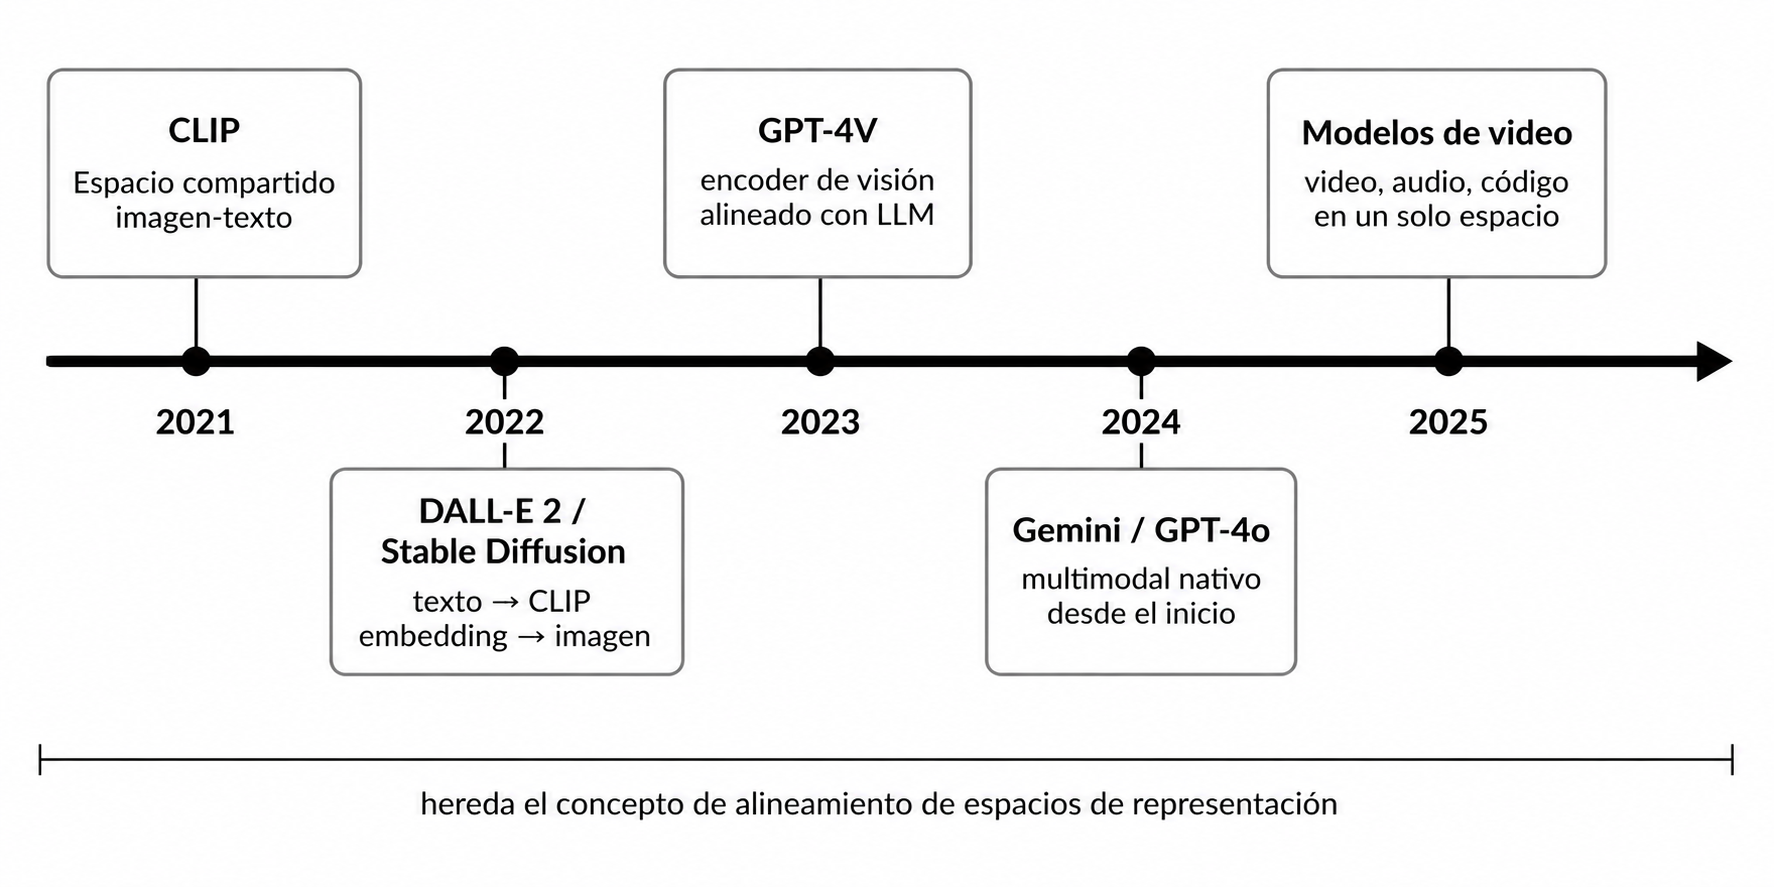 CLIP
Espacio compartido
imagen-texto
GPT-4V
encoder de visión
alineado con LLM
Modelos de video
video, audio, código
en un solo espacio
2021
2022
2023
2024
2025
DALL-E 2 /
Stable Diffusion
texto → CLIP
embedding → imagen
Gemini / GPT-4o
multimodal nativo
desde el inicio
hereda el concepto de alineamiento de espacios de representación